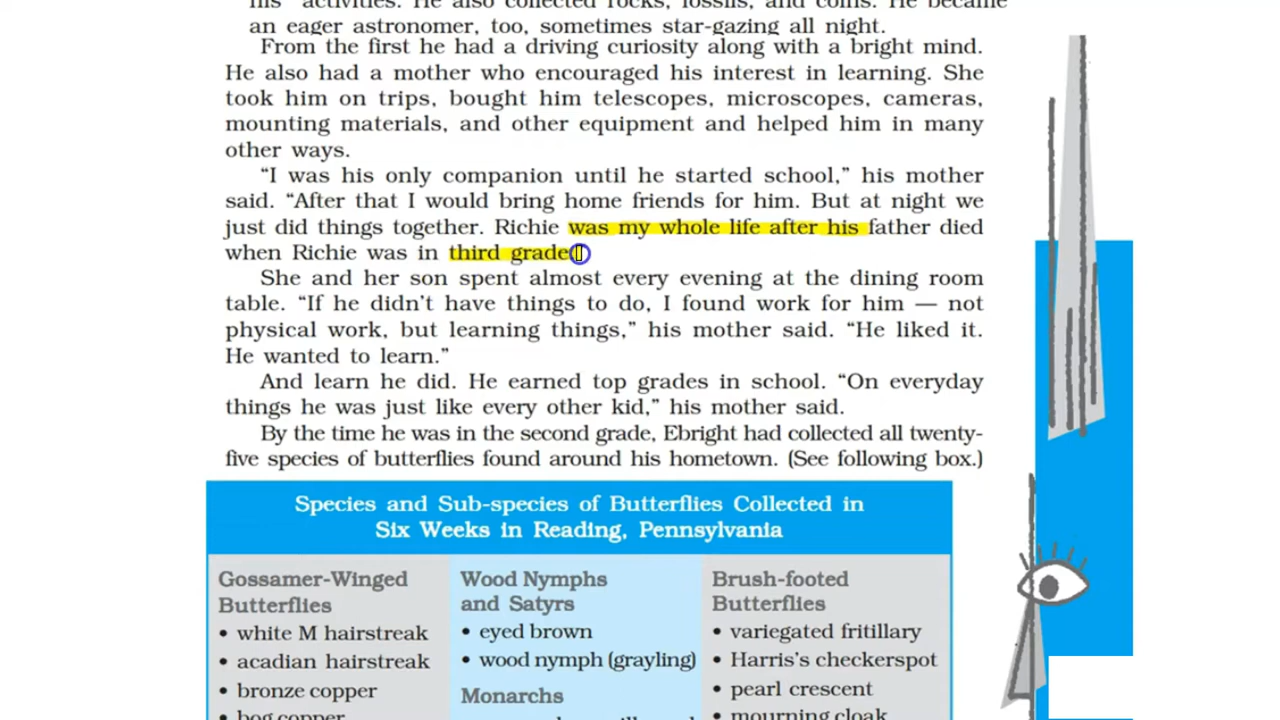 his activities. He also collected rocks, fossils, and coins. He became
an eager astronomer, too, sometimes star-gazing all night.
From the first he had a driving curiosity along with a bright mind.
He also had a mother who encouraged his interest in learning. She
took him on trips, bought him telescopes, microscopes, cameras,
mounting materials, and other equipment and helped him in many
other ways.
“I was his only companion until he started school,” his mother
said. “After that I would bring home friends for him. But at night we
just did things together. Richie was my whole life after his father died
when Richie was in third grade
She and her son spent almost every evening at the dining room
table. “If he didn’t have things to do, I found work for him — not
physical work, but learning things,” his mother said. “He liked it.
He wanted to learn.”
And learn he did. He earned top grades in school. “On everyday
things he was just like every other kid,” his mother said.
By the time he was in the second grade, Ebright had collected all twenty-
five species of butterflies found around his hometown. (See following box.)
Species and Sub-species of Butterflies Collected in
Six Weeks in Reading, Pennsylvania
Gossamer-Winged
Butterflies
• white M hairstreak
• acadian hairstreak
• bronze copper
• bog copper
Wood Nymphs
and Satyrs
• eyed brown
• wood nymph (grayling)
Monarchs
Brush-footed
Butterflies
• variegated fritillary
• Harris’s checkerspot
• pearl crescent
• mourning cloak